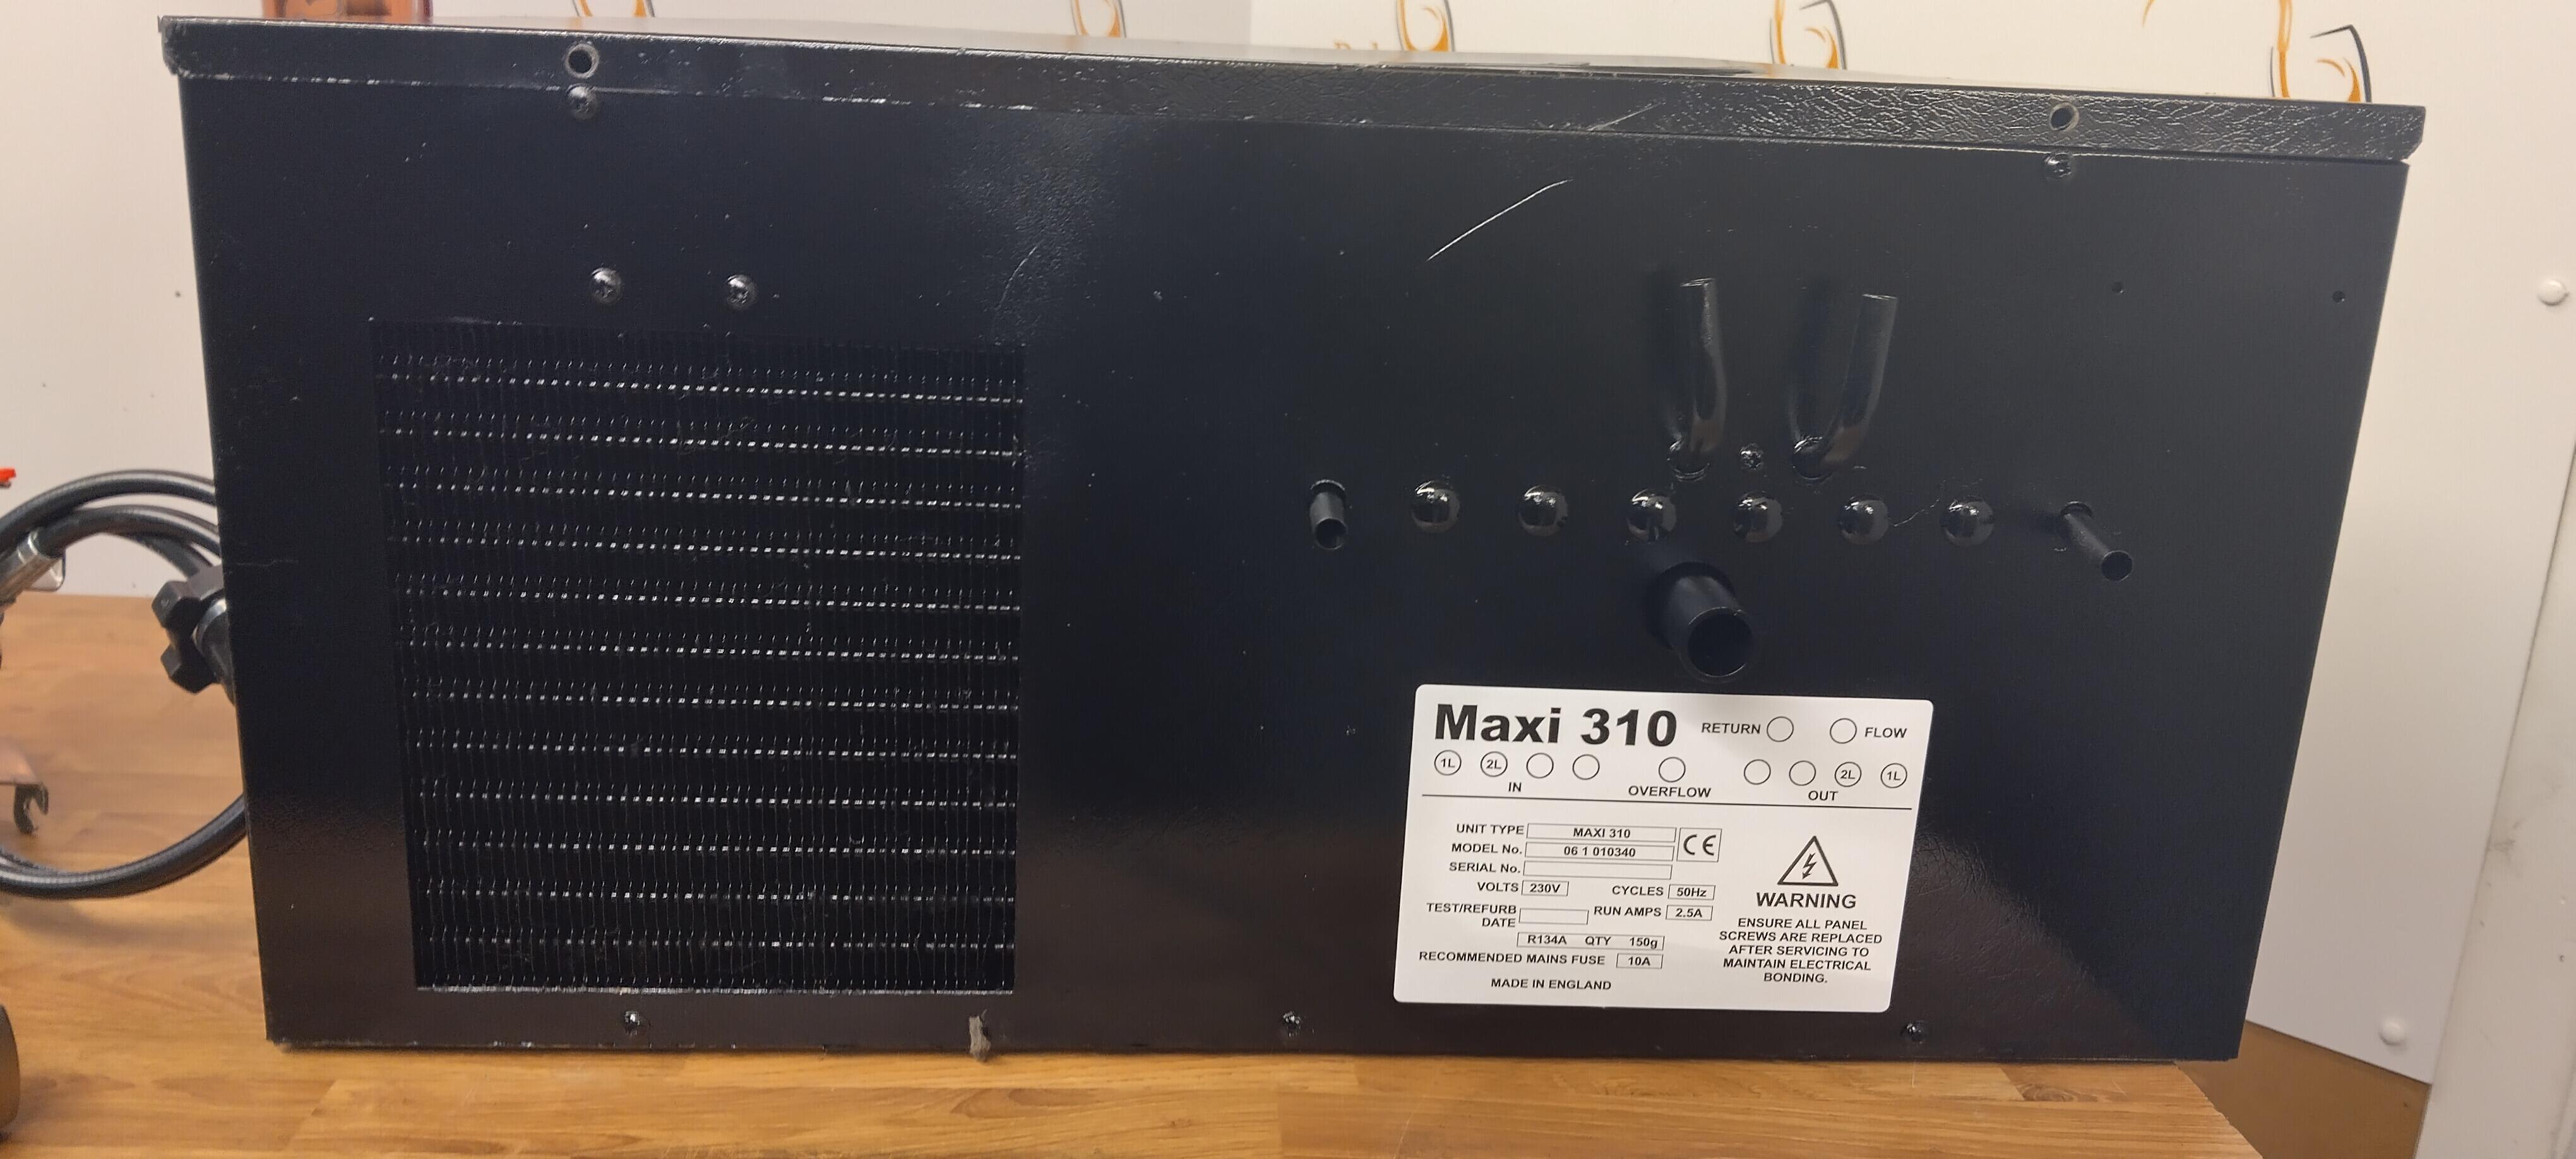 Maxi 310 RETURN FLOW
1L 2L 2L 1L
IN OVERFLOW OUT
UNIT TYPE MAXI 310 CE
MODEL No. 06 1 010340
SERIAL No.
VOLTS 230V CYCLES 50Hz
TEST/REFURB DATE RUN AMPS 2.5A
R134A QTY 150g
RECOMMENDED MAINS FUSE 10A
MADE IN ENGLAND
WARNING
ENSURE ALL PANEL
SCREWS ARE REPLACED
AFTER SERVICING TO
MAINTAIN ELECTRICAL
BONDING.